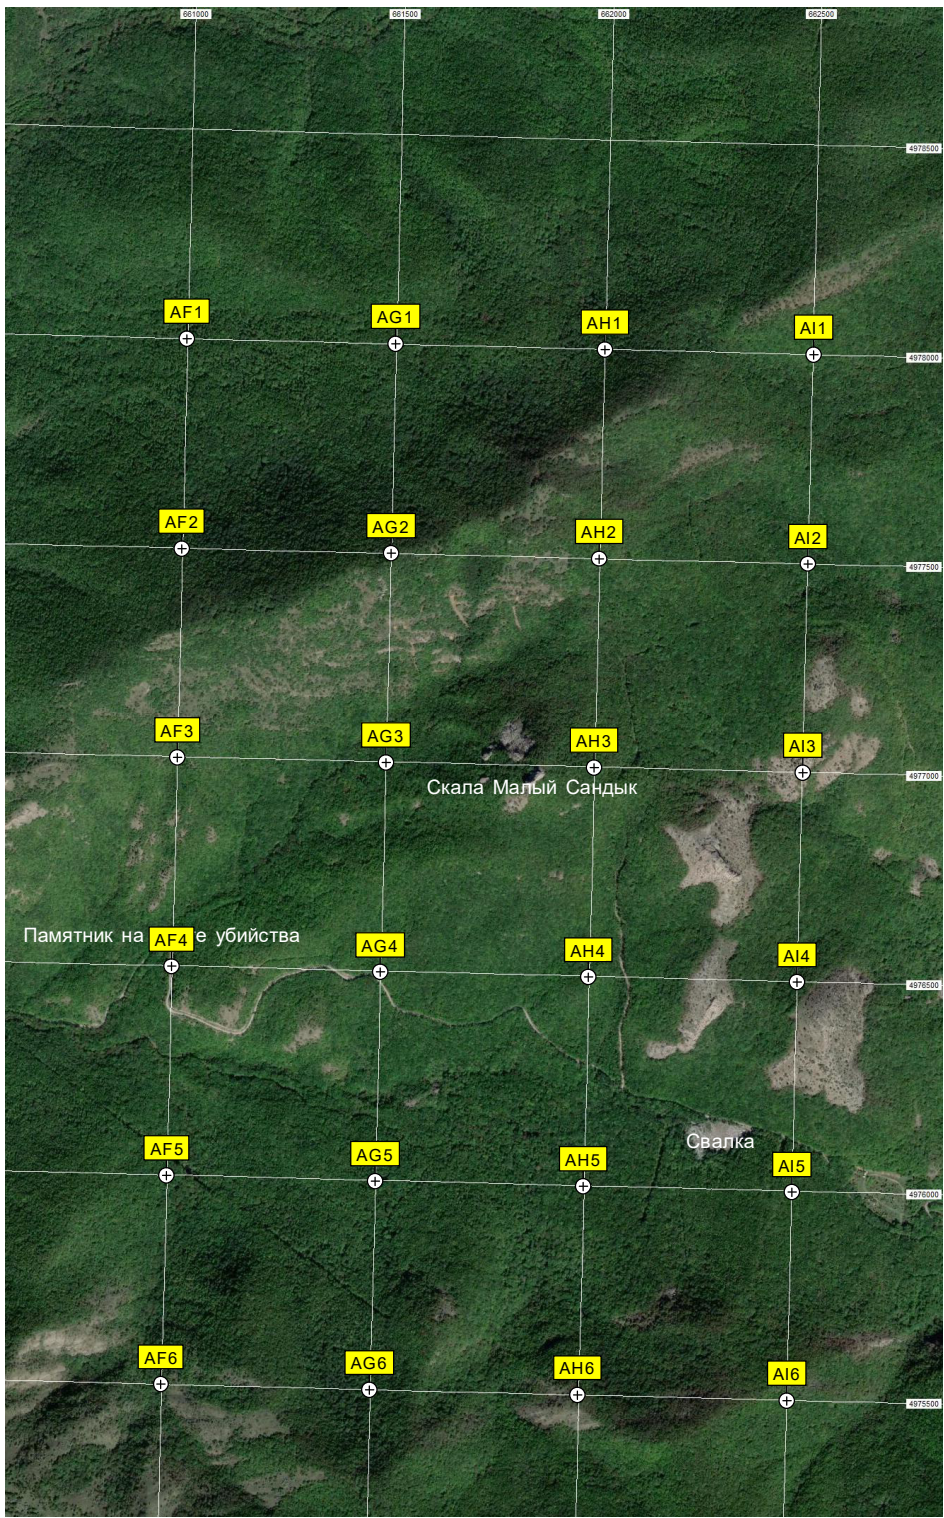 661000 661500 662000 662500
4978500
AF1 AG1 AH1 AI1
4978000
AF2 AG2 AH2 AI2
4977500
AF3 AG3 AH3 AI3
4977000
Скала Малый Сандык
Памятник на е убийства
AF4 AG4 AH4 AI4
4976500
Свалка
AF5 AG5 AH5 AI5
4976000
AF6 AG6 AH6 AI6
4975500